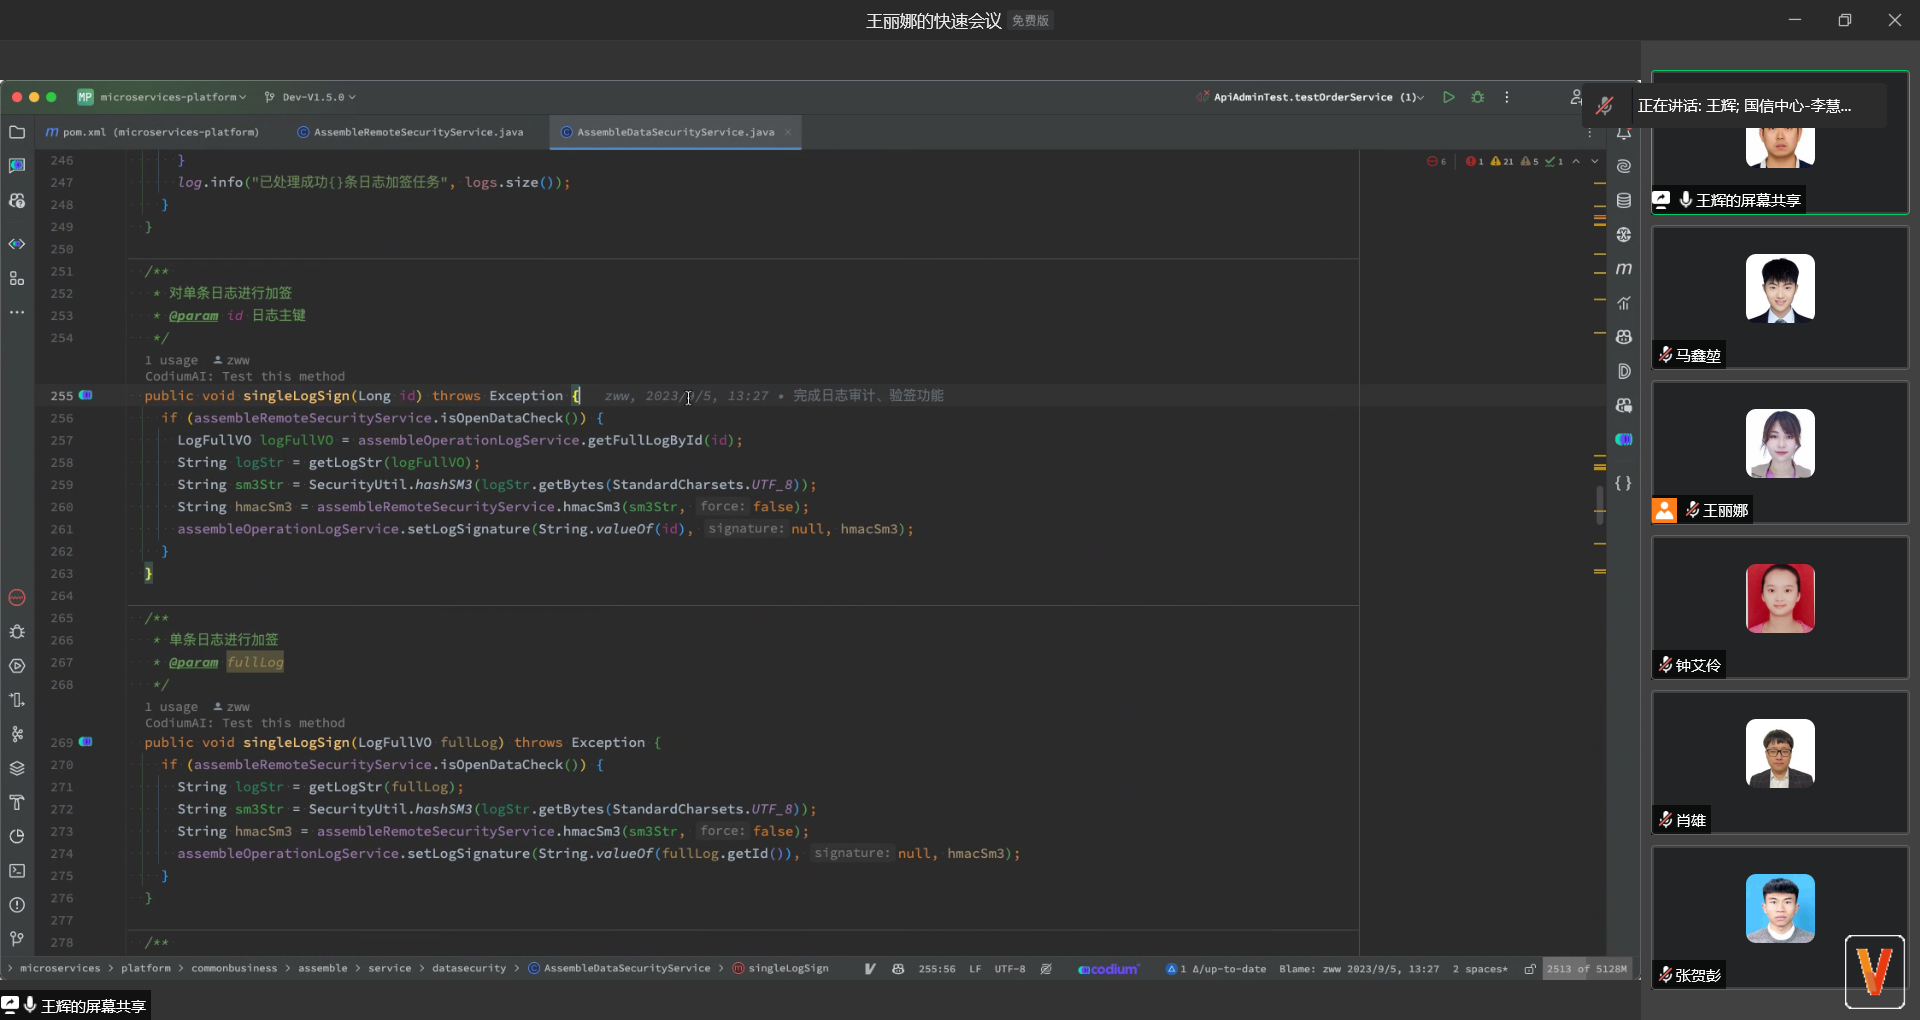 王丽娜的快速会议 免费版
MP microservices-platform Dev-V1.5.0 ApiAdminTest.testOrderService (1)
正在讲话: 王辉; 国信中心-李慧...
m pom.xml (microservices-platform) AssembleRemoteSecurityService.java AssembleDataSecurityService.java
6 1 21 5 1
246 }
247 log.info("已处理成功{}条日志加签任务", logs.size());
248 }
249 }
250
251 /**
252 * 对单条日志进行加签
253 * @param id 日志主键
254 */
1 usage zww
CodiumAI: Test this method
255 public void singleLogSign(Long id) throws Exception { zww, 2023/9/5, 13:27 • 完成日志审计、验签功能
256 if (assembleRemoteSecurityService.isOpenDataCheck()) {
257 LogFullVO logFullVO = assembleOperationLogService.getFullLogById(id);
258 String logStr = getLogStr(logFullVO);
259 String sm3Str = SecurityUtil.hashSM3(logStr.getBytes(StandardCharsets.UTF_8));
260 String hmacSm3 = assembleRemoteSecurityService.hmacSm3(sm3Str, force: false);
261 assembleOperationLogService.setLogSignature(String.valueOf(id), signature: null, hmacSm3);
262 }
263 }
264
265 /**
266 * 单条日志进行加签
267 * @param fullLog
268 */
1 usage zww
CodiumAI: Test this method
269 public void singleLogSign(LogFullVO fullLog) throws Exception {
270 if (assembleRemoteSecurityService.isOpenDataCheck()) {
271 String logStr = getLogStr(fullLog);
272 String sm3Str = SecurityUtil.hashSM3(logStr.getBytes(StandardCharsets.UTF_8));
273 String hmacSm3 = assembleRemoteSecurityService.hmacSm3(sm3Str, force: false);
274 assembleOperationLogService.setLogSignature(String.valueOf(fullLog.getId()), signature: null, hmacSm3);
275 }
276 }
277
278 /**
microservices > platform > commonbusiness > assemble > service > datasecurity > AssembleDataSecurityService > singleLogSign
255:56 LF UTF-8 codium 1 Δ/up-to-date Blame: zww 2023/9/5, 13:27 2 spaces* 2513 of 5128M
王辉的屏幕共享
王辉的屏幕共享
马鑫堃
王丽娜
钟艾伶
肖雄
张贺彭